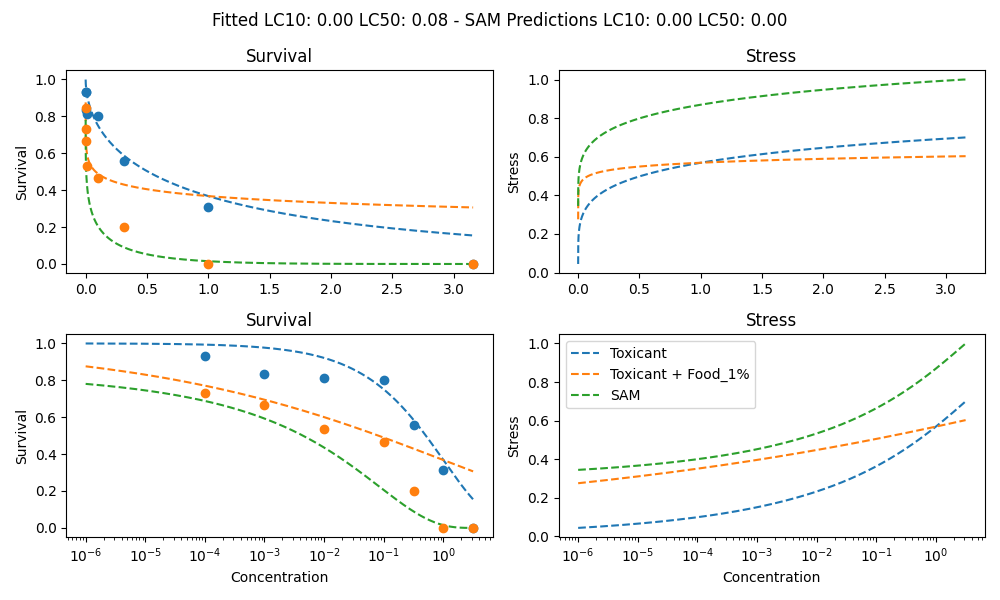 Fitted LC10: 0.00 LC50: 0.08 - SAM Predictions LC10: 0.00 LC50: 0.00
Survival
Stress
Survival
1.0
0.8
0.6
0.4
0.2
0.0
0.0 0.5 1.0 1.5 2.0 2.5 3.0
Stress
1.0
0.8
0.6
0.4
0.2
0.0
0.0 0.5 1.0 1.5 2.0 2.5 3.0
Survival
Stress
Survival
1.0
0.8
0.6
0.4
0.2
0.0
10⁻⁶ 10⁻⁵ 10⁻⁴ 10⁻³ 10⁻² 10⁻¹ 10⁰
Concentration
Stress
1.0
0.8
0.6
0.4
0.2
0.0
Toxicant
Toxicant + Food_1%
SAM
10⁻⁶ 10⁻⁵ 10⁻⁴ 10⁻³ 10⁻² 10⁻¹ 10⁰
Concentration